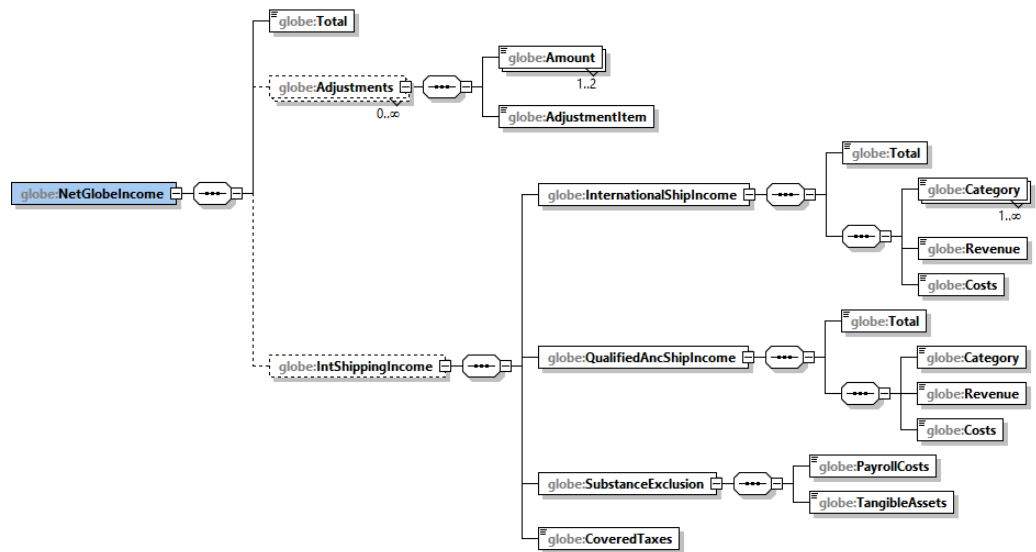 globe:Total
globe:Amount
1..2
globe:Adjustments
0..∞
globe:AdjustmentItem
globe:Total
globe:NetGlobeIncome
globe:InternationalShipIncome
globe:Category
1..∞
globe:Revenue
globe:Costs
globe:Total
globe:IntShippingIncome
globe:QualifiedAncShipIncome
globe:Category
globe:Revenue
globe:Costs
globe:PayrollCosts
globe:SubstanceExclusion
globe:TangibleAssets
globe:CoveredTaxes